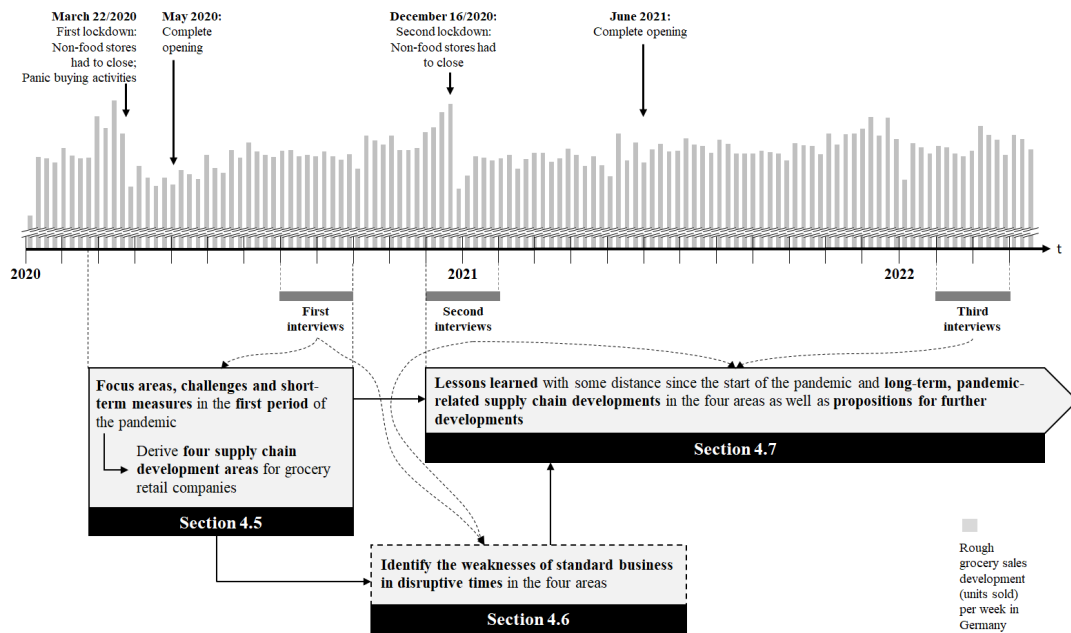 March 22/2020
First lockdown:
Non-food stores
had to close;
Panic buying activities
May 2020:
Complete
opening
December 16/2020:
Second lockdown:
Non-food stores had
to close
June 2021:
Complete opening
t
2020
2021
2022
First
interviews
Second
interviews
Third
interviews
Focus areas, challenges and short-
term measures in the first period of
the pandemic
Derive four supply chain
development areas for grocery
retail companies
Section 4.5
Lessons learned with some distance since the start of the pandemic and long-term, pandemic-
related supply chain developments in the four areas as well as propositions for further
developments
Section 4.7
Identify the weaknesses of standard business
in disruptive times in the four areas
Section 4.6
Rough
grocery sales
development
(units sold)
per week in
Germany